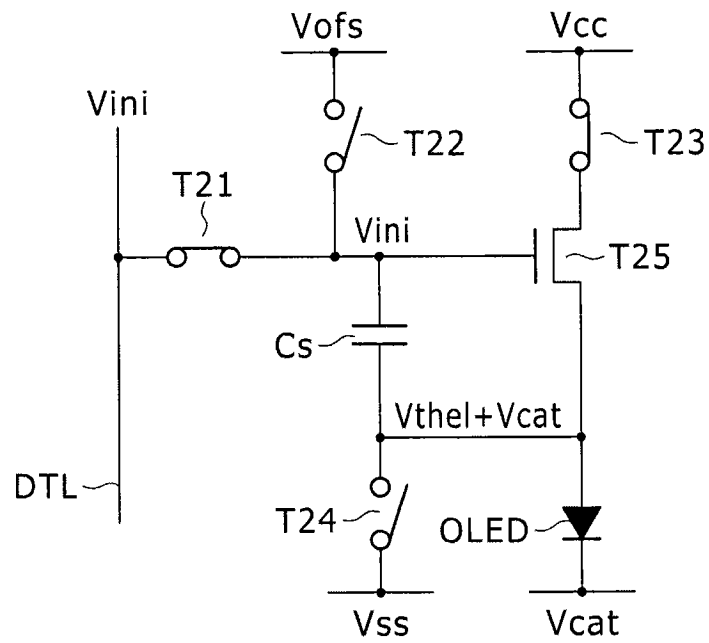 Vofs
Vcc
Vini
T22
T23
T21
Vini
T25
Cs
Vthel+Vcat
DTL
T24
OLED
Vss
Vcat